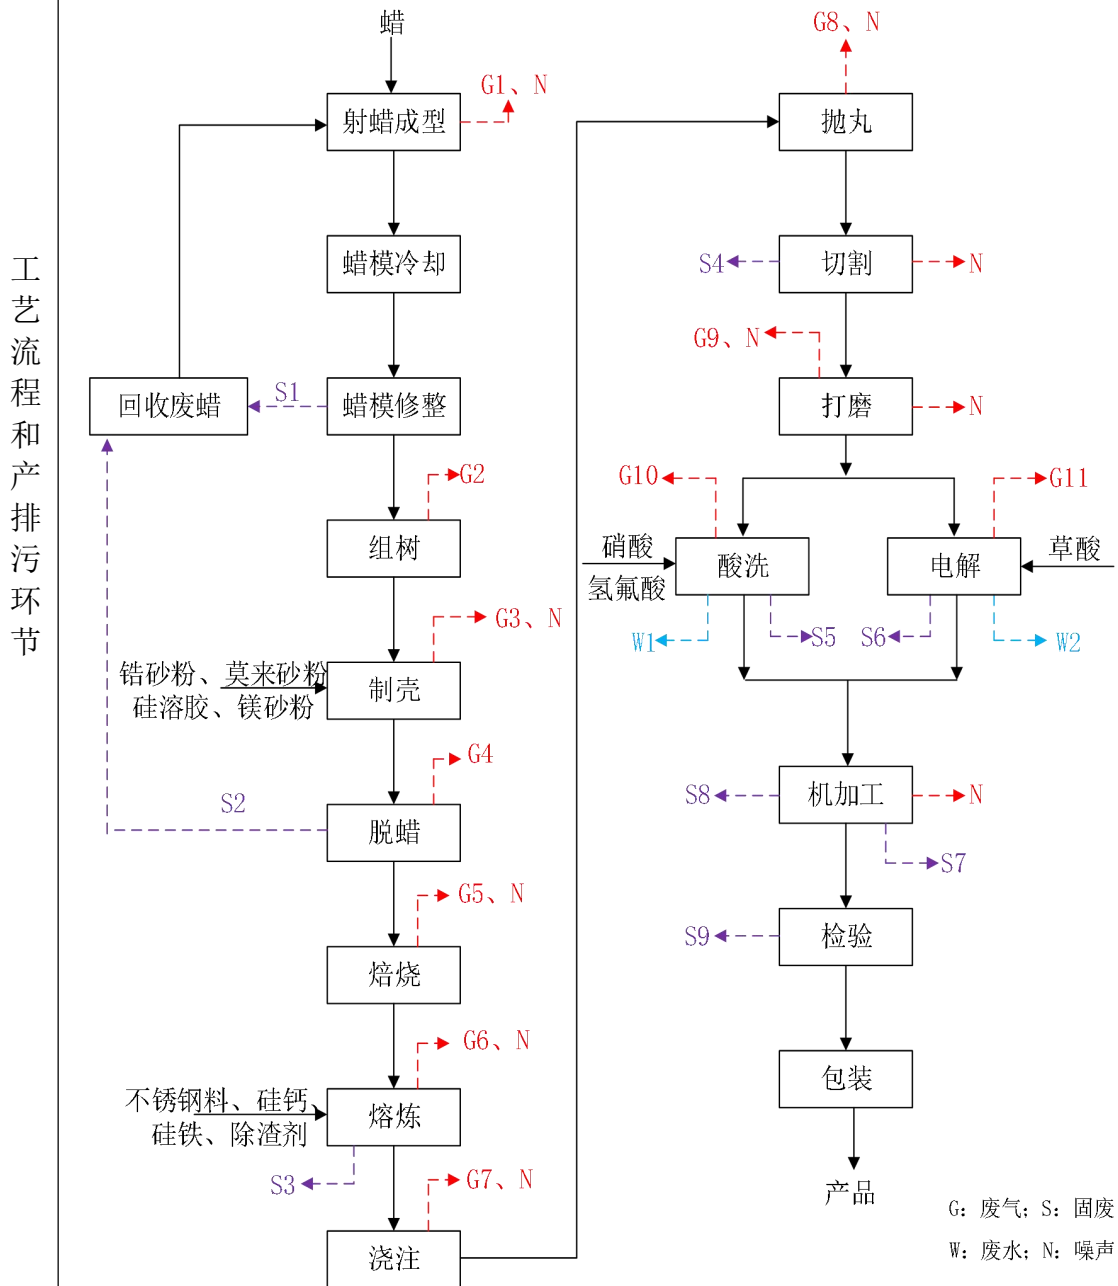 工艺流程和产排污环节
蜡
G1、N
射蜡成型
蜡模冷却
回收废蜡
S1
蜡模修整
G2
组树
G3、N
锆砂粉、莫来砂粉
硅溶胶、镁砂粉
制壳
G4
S2
脱蜡
G5、N
焙烧
G6、N
不锈钢料、硅钙、
硅铁、除渣剂
熔炼
S3
G7、N
浇注
G8、N
抛丸
S4
切割
N
G9、N
打磨
N
G10
G11
硝酸
氢氟酸
酸洗
电解
草酸
W1
S5
S6
W2
S8
机加工
N
S7
S9
检验
包装
产品
G：废气；S：固废
W：废水；N：噪声